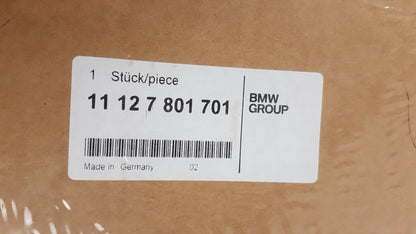 1 Stück/piece
11 12 7 801 701
BMW
GROUP
Made in Germany 02